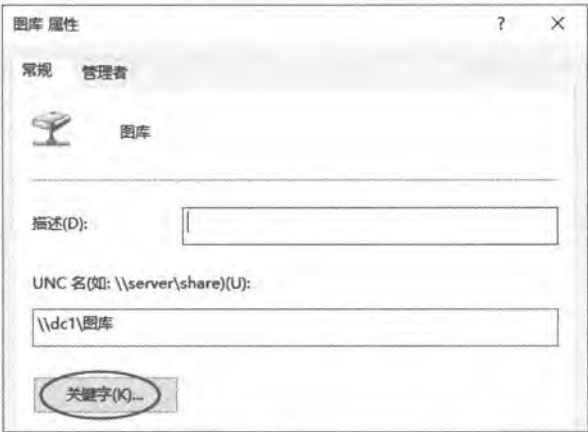 图库 属性
? ×
常规 管理者
图库
描述(D):
UNC 名(如: \\server\share)(U):
\\dc1\图库
关键字(K)...